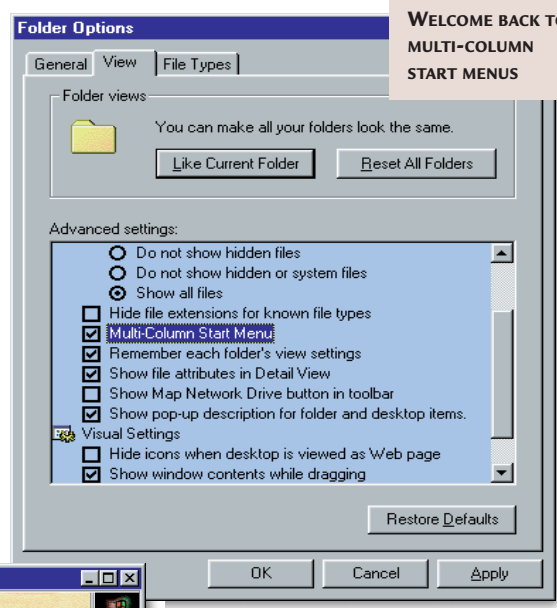 WELCOME BACK TO
MULTI-COLUMN
START MENUS
Folder Options
General View File Types
Folder views
You can make all your folders look the same.
Like Current Folder Reset All Folders
Advanced settings:
Do not show hidden files
Do not show hidden or system files
Show all files
Hide file extensions for known file types
Multi-Column Start Menu
Remember each folder's view settings
Show file attributes in Detail View
Show Map Network Drive button in toolbar
Show pop-up description for folder and desktop items.
Visual Settings
Hide icons when desktop is viewed as Web page
Show window contents while dragging
Restore Defaults
OK Cancel Apply